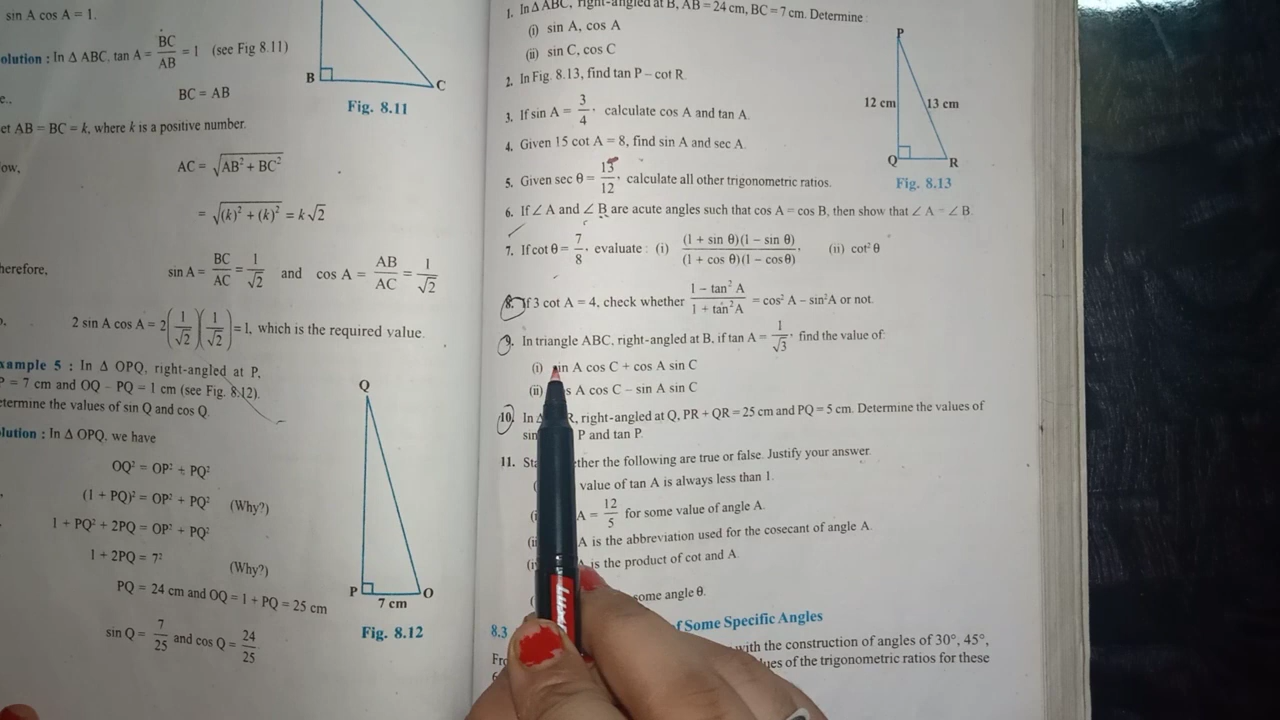 sin A cos A = 1.
olution : In Δ ABC, tan A = BC/AB = 1 (see Fig 8.11)
BC = AB
et AB = BC = k, where k is a positive number.
ow,
AC = √(AB² + BC²)
= √((k)² + (k)²) = k√2
herefore,
sin A = BC/AC = 1/√2 and cos A = AB/AC = 1/√2
2 sin A cos A = 2(1/√2)(1/√2) = 1, which is the required value.
xample 5 : In Δ OPQ, right-angled at P,
P = 7 cm and OQ – PQ = 1 cm (see Fig. 8.12).
etermine the values of sin Q and cos Q.
lution : In Δ OPQ, we have
OQ² = OP² + PQ²
(1 + PQ)² = OP² + PQ² (Why?)
1 + PQ² + 2PQ = OP² + PQ²
1 + 2PQ = 7² (Why?)
PQ = 24 cm and OQ = 1 + PQ = 25 cm
sin Q = 7/25 and cos Q = 24/25
B
C
Fig. 8.11
Q
P
O
7 cm
Fig. 8.12
1. In Δ ABC, right-angled at B, AB = 24 cm, BC = 7 cm. Determine :
(i) sin A, cos A
(ii) sin C, cos C
2. In Fig. 8.13, find tan P – cot R.
3. If sin A = 3/4, calculate cos A and tan A.
4. Given 15 cot A = 8, find sin A and sec A.
5. Given sec θ = 13/12, calculate all other trigonometric ratios.
6. If ∠ A and ∠ B are acute angles such that cos A = cos B, then show that ∠ A = ∠ B.
7. If cot θ = 7/8, evaluate : (i) (1 + sin θ)(1 – sin θ)/(1 + cos θ)(1 – cos θ), (ii) cot² θ
8. If 3 cot A = 4, check whether (1 – tan² A)/(1 + tan² A) = cos² A – sin² A or not.
9. In triangle ABC, right-angled at B, if tan A = 1/√3, find the value of:
(i) sin A cos C + cos A sin C
(ii) s A cos C – sin A sin C
10. In Δ R, right-angled at Q, PR + QR = 25 cm and PQ = 5 cm. Determine the values of
sin P and tan P.
11. St ther the following are true or false. Justify your answer.
value of tan A is always less than 1.
A = 12/5 for some value of angle A.
A is the abbreviation used for the cosecant of angle A.
is the product of cot and A.
some angle θ.
P
12 cm
13 cm
Q
R
Fig. 8.13
8.3 f Some Specific Angles
with the construction of angles of 30°, 45°,
ues of the trigonometric ratios for these